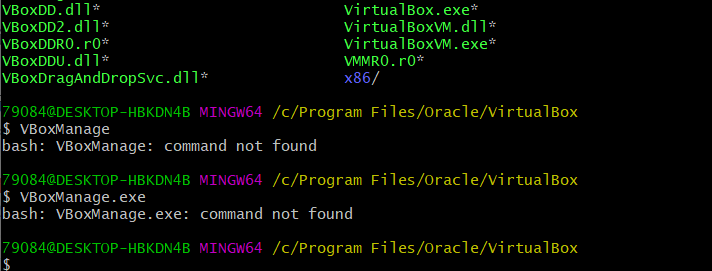 VBoxDD.dll* VirtualBox.exe*
VBoxDD2.dll* VirtualBoxVM.dll*
VBoxDDR0.r0* VirtualBoxVM.exe*
VBoxDDU.dll* VMMR0.r0*
VBoxDragAndDropSvc.dll* x86/
79084@DESKTOP-HBKDN4B MINGW64 /c/Program Files/Oracle/VirtualBox
$ VBoxManage
bash: VBoxManage: command not found
79084@DESKTOP-HBKDN4B MINGW64 /c/Program Files/Oracle/VirtualBox
$ VBoxManage.exe
bash: VBoxManage.exe: command not found
79084@DESKTOP-HBKDN4B MINGW64 /c/Program Files/Oracle/VirtualBox
$